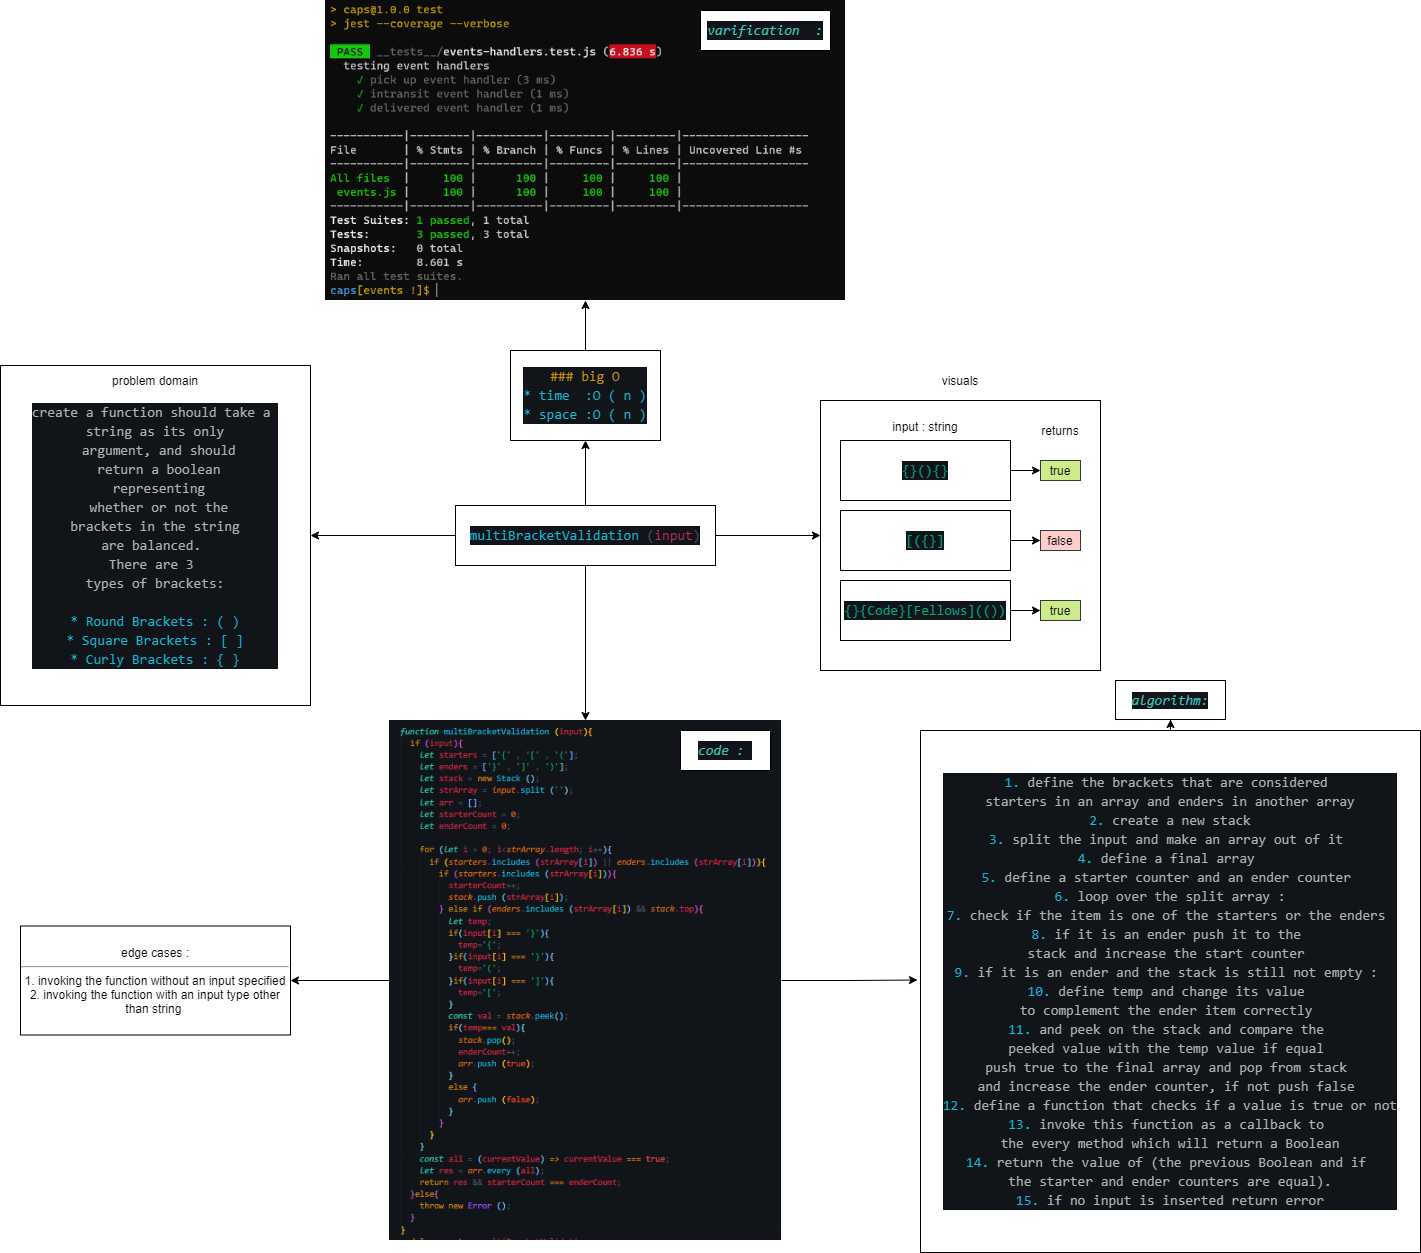 > caps@1.0.0 test
> jest --coverage --verbose
varification  :
PASS __tests__/events-handlers.test.js (6.836 s)
testing event handlers
√ pick up event handler (3 ms)
√ intransit event handler (1 ms)
√ delivered event handler (1 ms)
-----------|---------|----------|---------|---------|-------------------
File       | % Stmts | % Branch | % Funcs | % Lines | Uncovered Line #s
-----------|---------|----------|---------|---------|-------------------
All files  |     100 |      100 |     100 |     100 |
 events.js |     100 |      100 |     100 |     100 |
-----------|---------|----------|---------|---------|-------------------
Test Suites: 1 passed, 1 total
Tests:       3 passed, 3 total
Snapshots:   0 total
Time:        8.601 s
Ran all test suites.
caps[events !]$
### big O
* time  :O ( n )
* space :O ( n )
problem domain
create a function should take a
string as its only
argument, and should
return a boolean
representing
whether or not the
brackets in the string
are balanced.
There are 3
types of brackets:
* Round Brackets : ( )
* Square Brackets : [ ]
* Curly Brackets : { }
multiBracketValidation (input)
visuals
input : string
returns
{}(){}
true
[({}]
false
{}{Code}[Fellows](())
true
code :
function multiBracketValidation (input){
if (input){
let starters = ['{' , '[' , '('];
let enders = ['}' , ']' , ')'];
let stack = new Stack ();
let strArray = input.split ('');
let arr = [];
let starterCount = 0;
let enderCount = 0;
for (let i = 0; i<strArray.length; i++){
if (starters.includes (strArray[i]) || enders.includes (strArray[i])){
if (starters.includes (strArray[i])){
starterCount++;
stack.push (strArray[i]);
} else if (enders.includes (strArray[i]) && stack.top){
let temp;
if(input[i] === '}'){
temp='{';
}if(input[i] === ')'){
temp='(';
}if(input[i] === ']'){
temp='[';
}
const val = stack.peek();
if(temp=== val){
stack.pop();
enderCount++;
arr.push (true);
}
else {
arr.push (false);
}
}
}
}
const all = (currentValue) => currentValue === true;
let res = arr.every (all);
return res && starterCount === enderCount;
}else{
throw new Error ();
}
}
edge cases :
1. invoking the function without an input specified
2. invoking the function with an input type other
than string
algorithm:
1. define the brackets that are considered
starters in an array and enders in another array
2. create a new stack
3. split the input and make an array out of it
4. define a final array
5. define a starter counter and an ender counter
6. loop over the split array :
7. check if the item is one of the starters or the enders
8. if it is an ender push it to the
stack and increase the start counter
9. if it is an ender and the stack is still not empty :
10. define temp and change its value
to complement the ender item correctly
11. and peek on the stack and compare the
peeked value with the temp value if equal
push true to the final array and pop from stack
and increase the ender counter, if not push false
12. define a function that checks if a value is true or not
13. invoke this function as a callback to
the every method which will return a Boolean
14. return the value of (the previous Boolean and if
the starter and ender counters are equal).
15. if no input is inserted return error